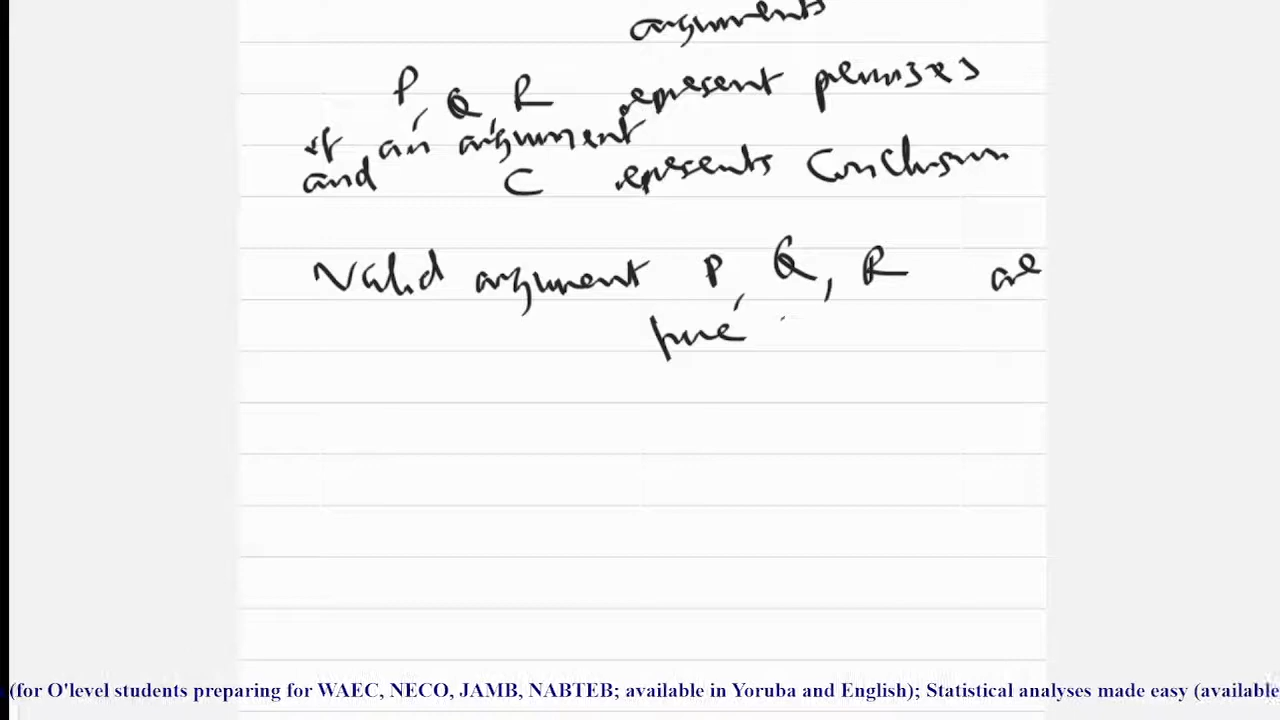 arguments
P, Q, R represent premises
of an argument
and C represents Conclusion
Valid argument P, Q, R are
true
(for O'level students preparing for WAEC, NECO, JAMB, NABTEB; available in Yoruba and English); Statistical analyses made easy (available